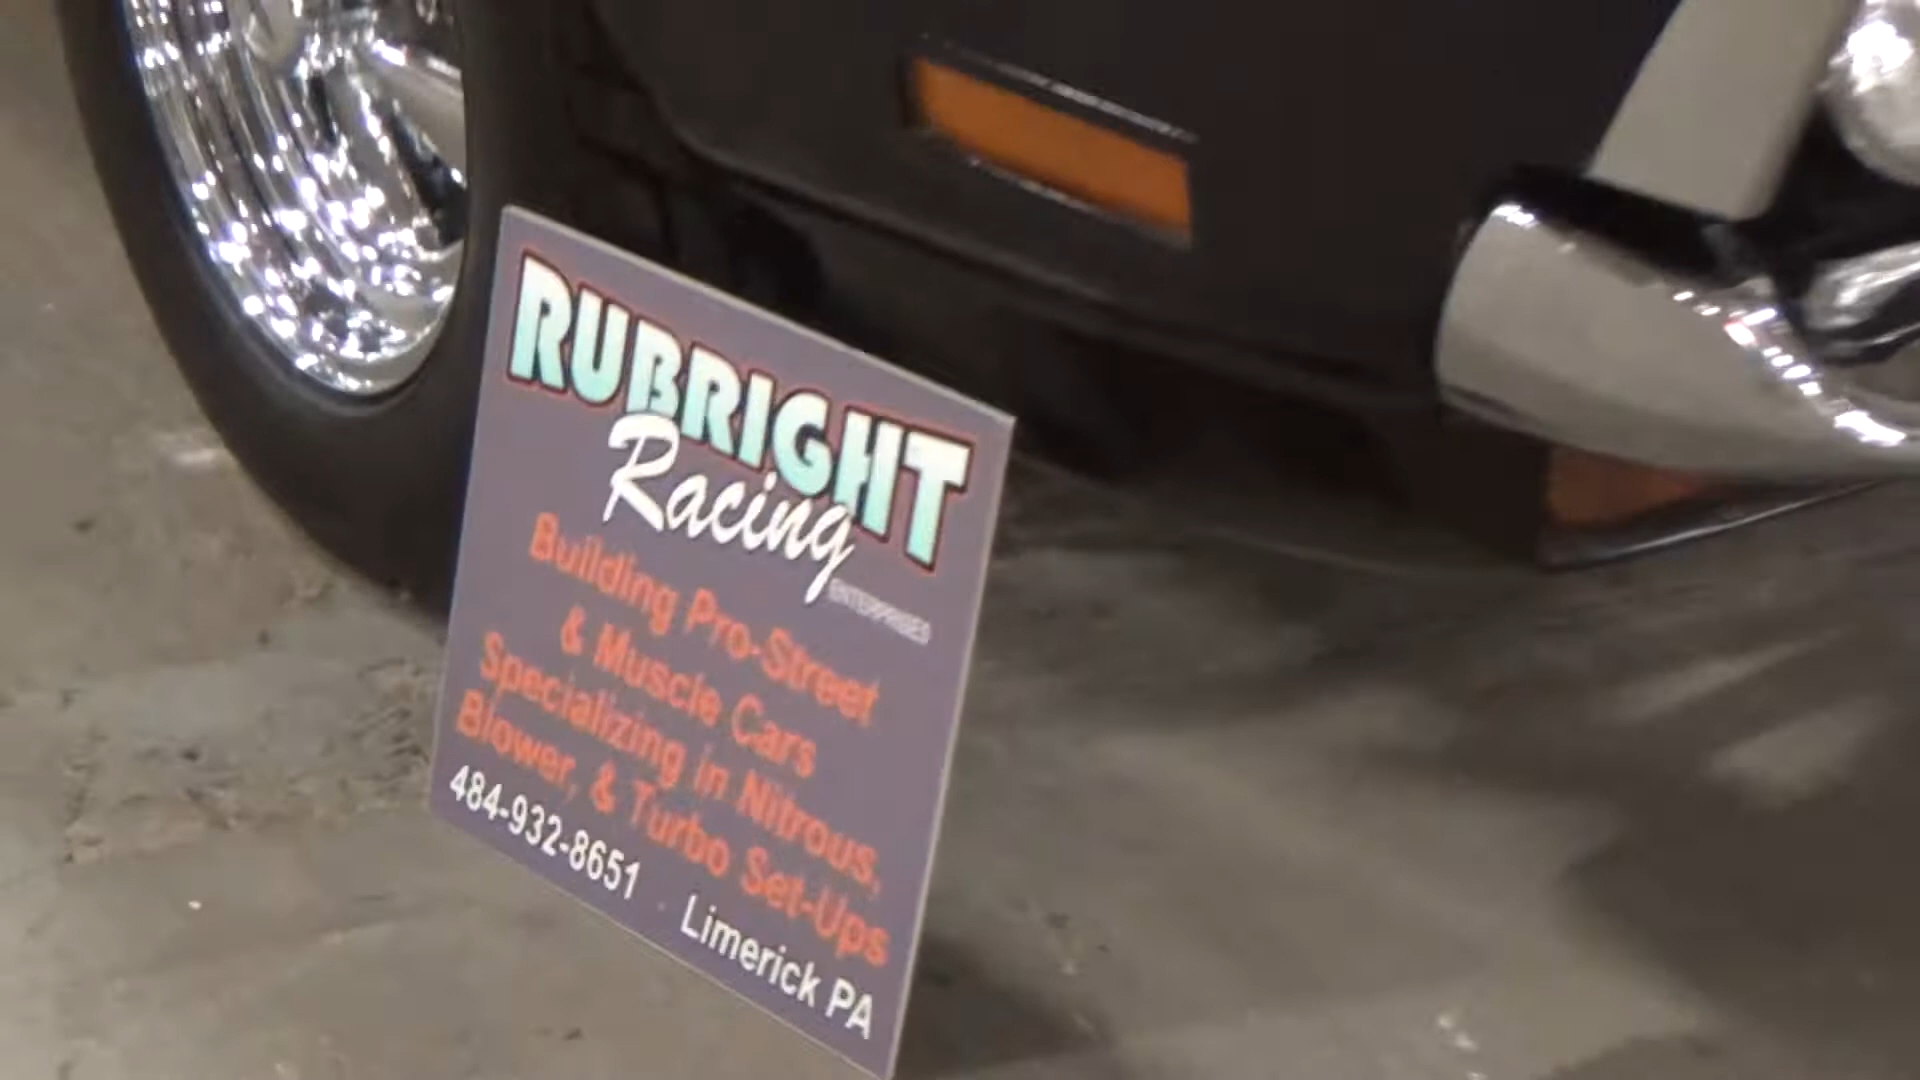 RUBRIGHT
Racing
ENTERPRISES
Building Pro-Street
& Muscle Cars
Specializing in Nitrous,
Blower, & Turbo Set-Ups
484-932-8651
Limerick PA